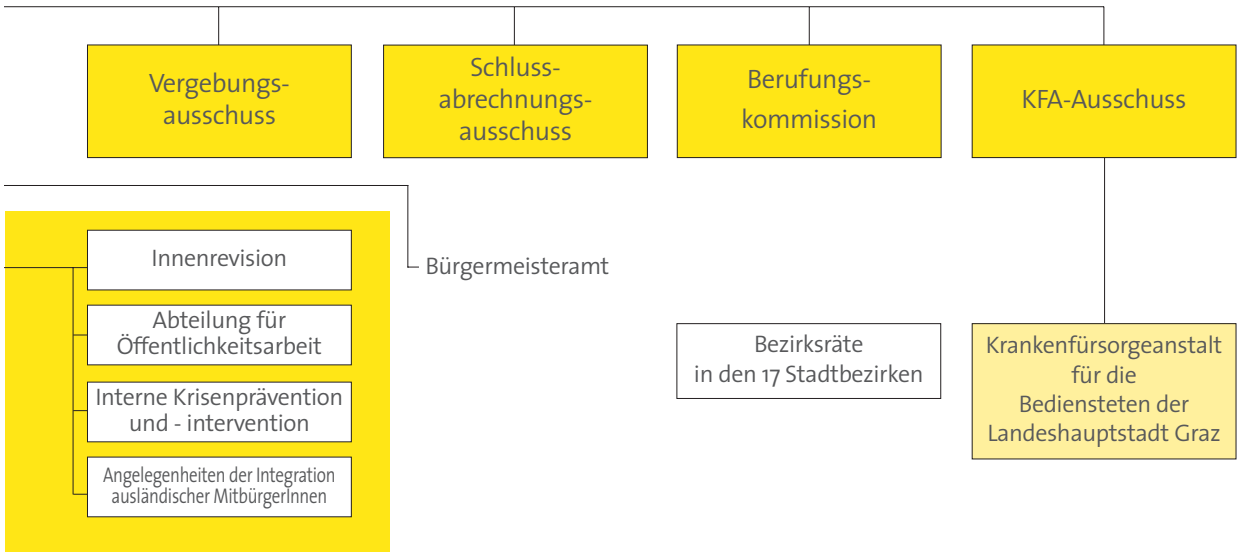 Vergebungs-
ausschuss
Schluss-
abrechnungs-
ausschuss
Berufungs-
kommission
KFA-Ausschuss
Innenrevision
Bürgermeisteramt
Abteilung für
Öffentlichkeitsarbeit
Interne Krisenprävention
und - intervention
Angelegenheiten der Integration
ausländischer MitbürgerInnen
Bezirksräte
in den 17 Stadtbezirken
Krankenfürsorgeanstalt
für die
Bediensteten der
Landeshauptstadt Graz